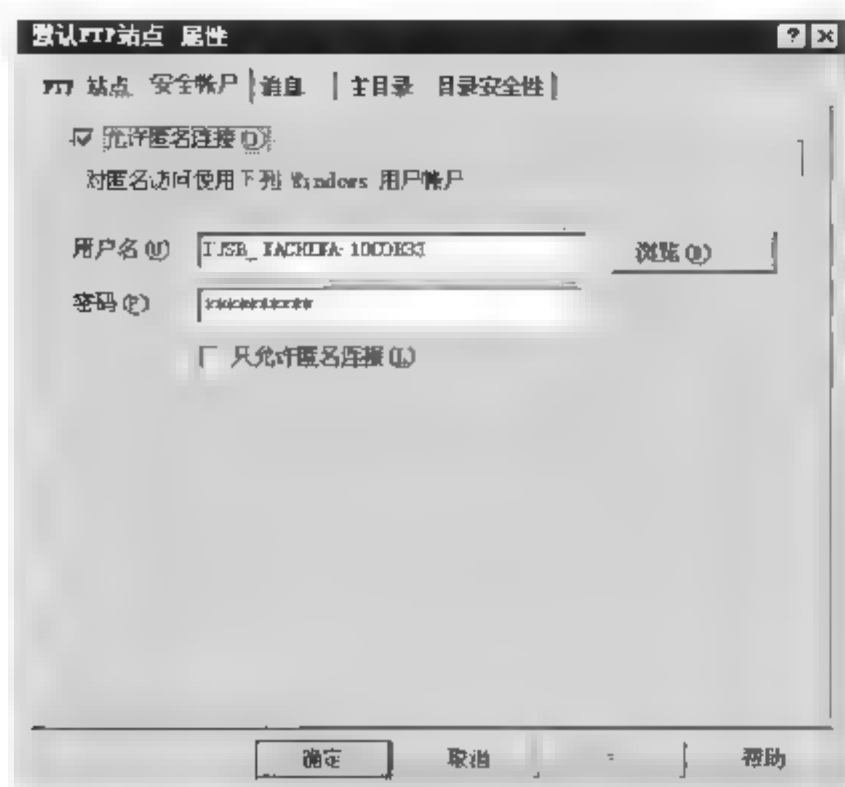 默认FTP站点 属性
FTP 站点 安全帐户 消息 主目录 目录安全性
允许匿名连接(O)
对匿名访问使用下列 Windows 用户帐户
用户名(U) 浏览(B)
密码(P) **********
只允许匿名连接(L)
确定 取消 帮助